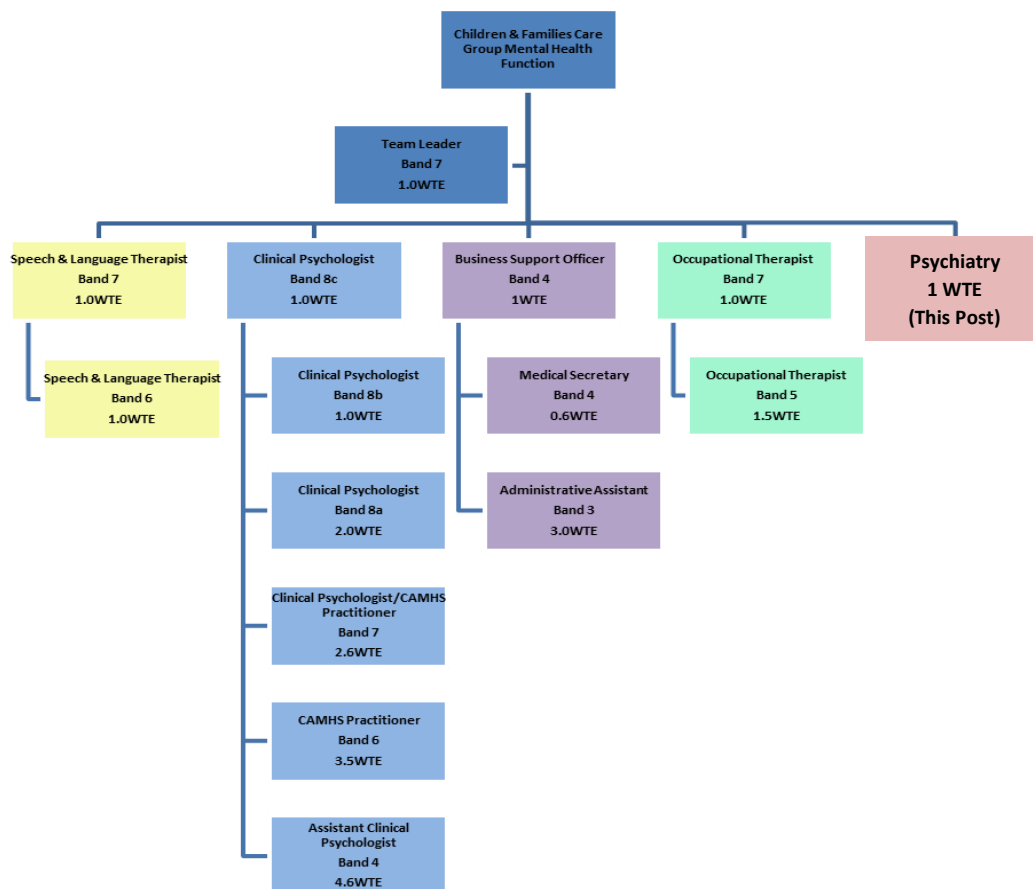 Children & Families Care
Group Mental Health
Function
Team Leader
Band 7
1.0WTE
Speech & Language Therapist
Band 7
1.0WTE
Clinical Psychologist
Band 8c
1.0WTE
Business Support Officer
Band 4
1WTE
Occupational Therapist
Band 7
1.0WTE
Psychiatry
1 WTE
(This Post)
Speech & Language Therapist
Band 6
1.0WTE
Clinical Psychologist
Band 8b
1.0WTE
Medical Secretary
Band 4
0.6WTE
Occupational Therapist
Band 5
1.5WTE
Clinical Psychologist
Band 8a
2.0WTE
Administrative Assistant
Band 3
3.0WTE
Clinical Psychologist/CAMHS
Practitioner
Band 7
2.6WTE
CAMHS Practitioner
Band 6
3.5WTE
Assistant Clinical
Psychologist
Band 4
4.6WTE